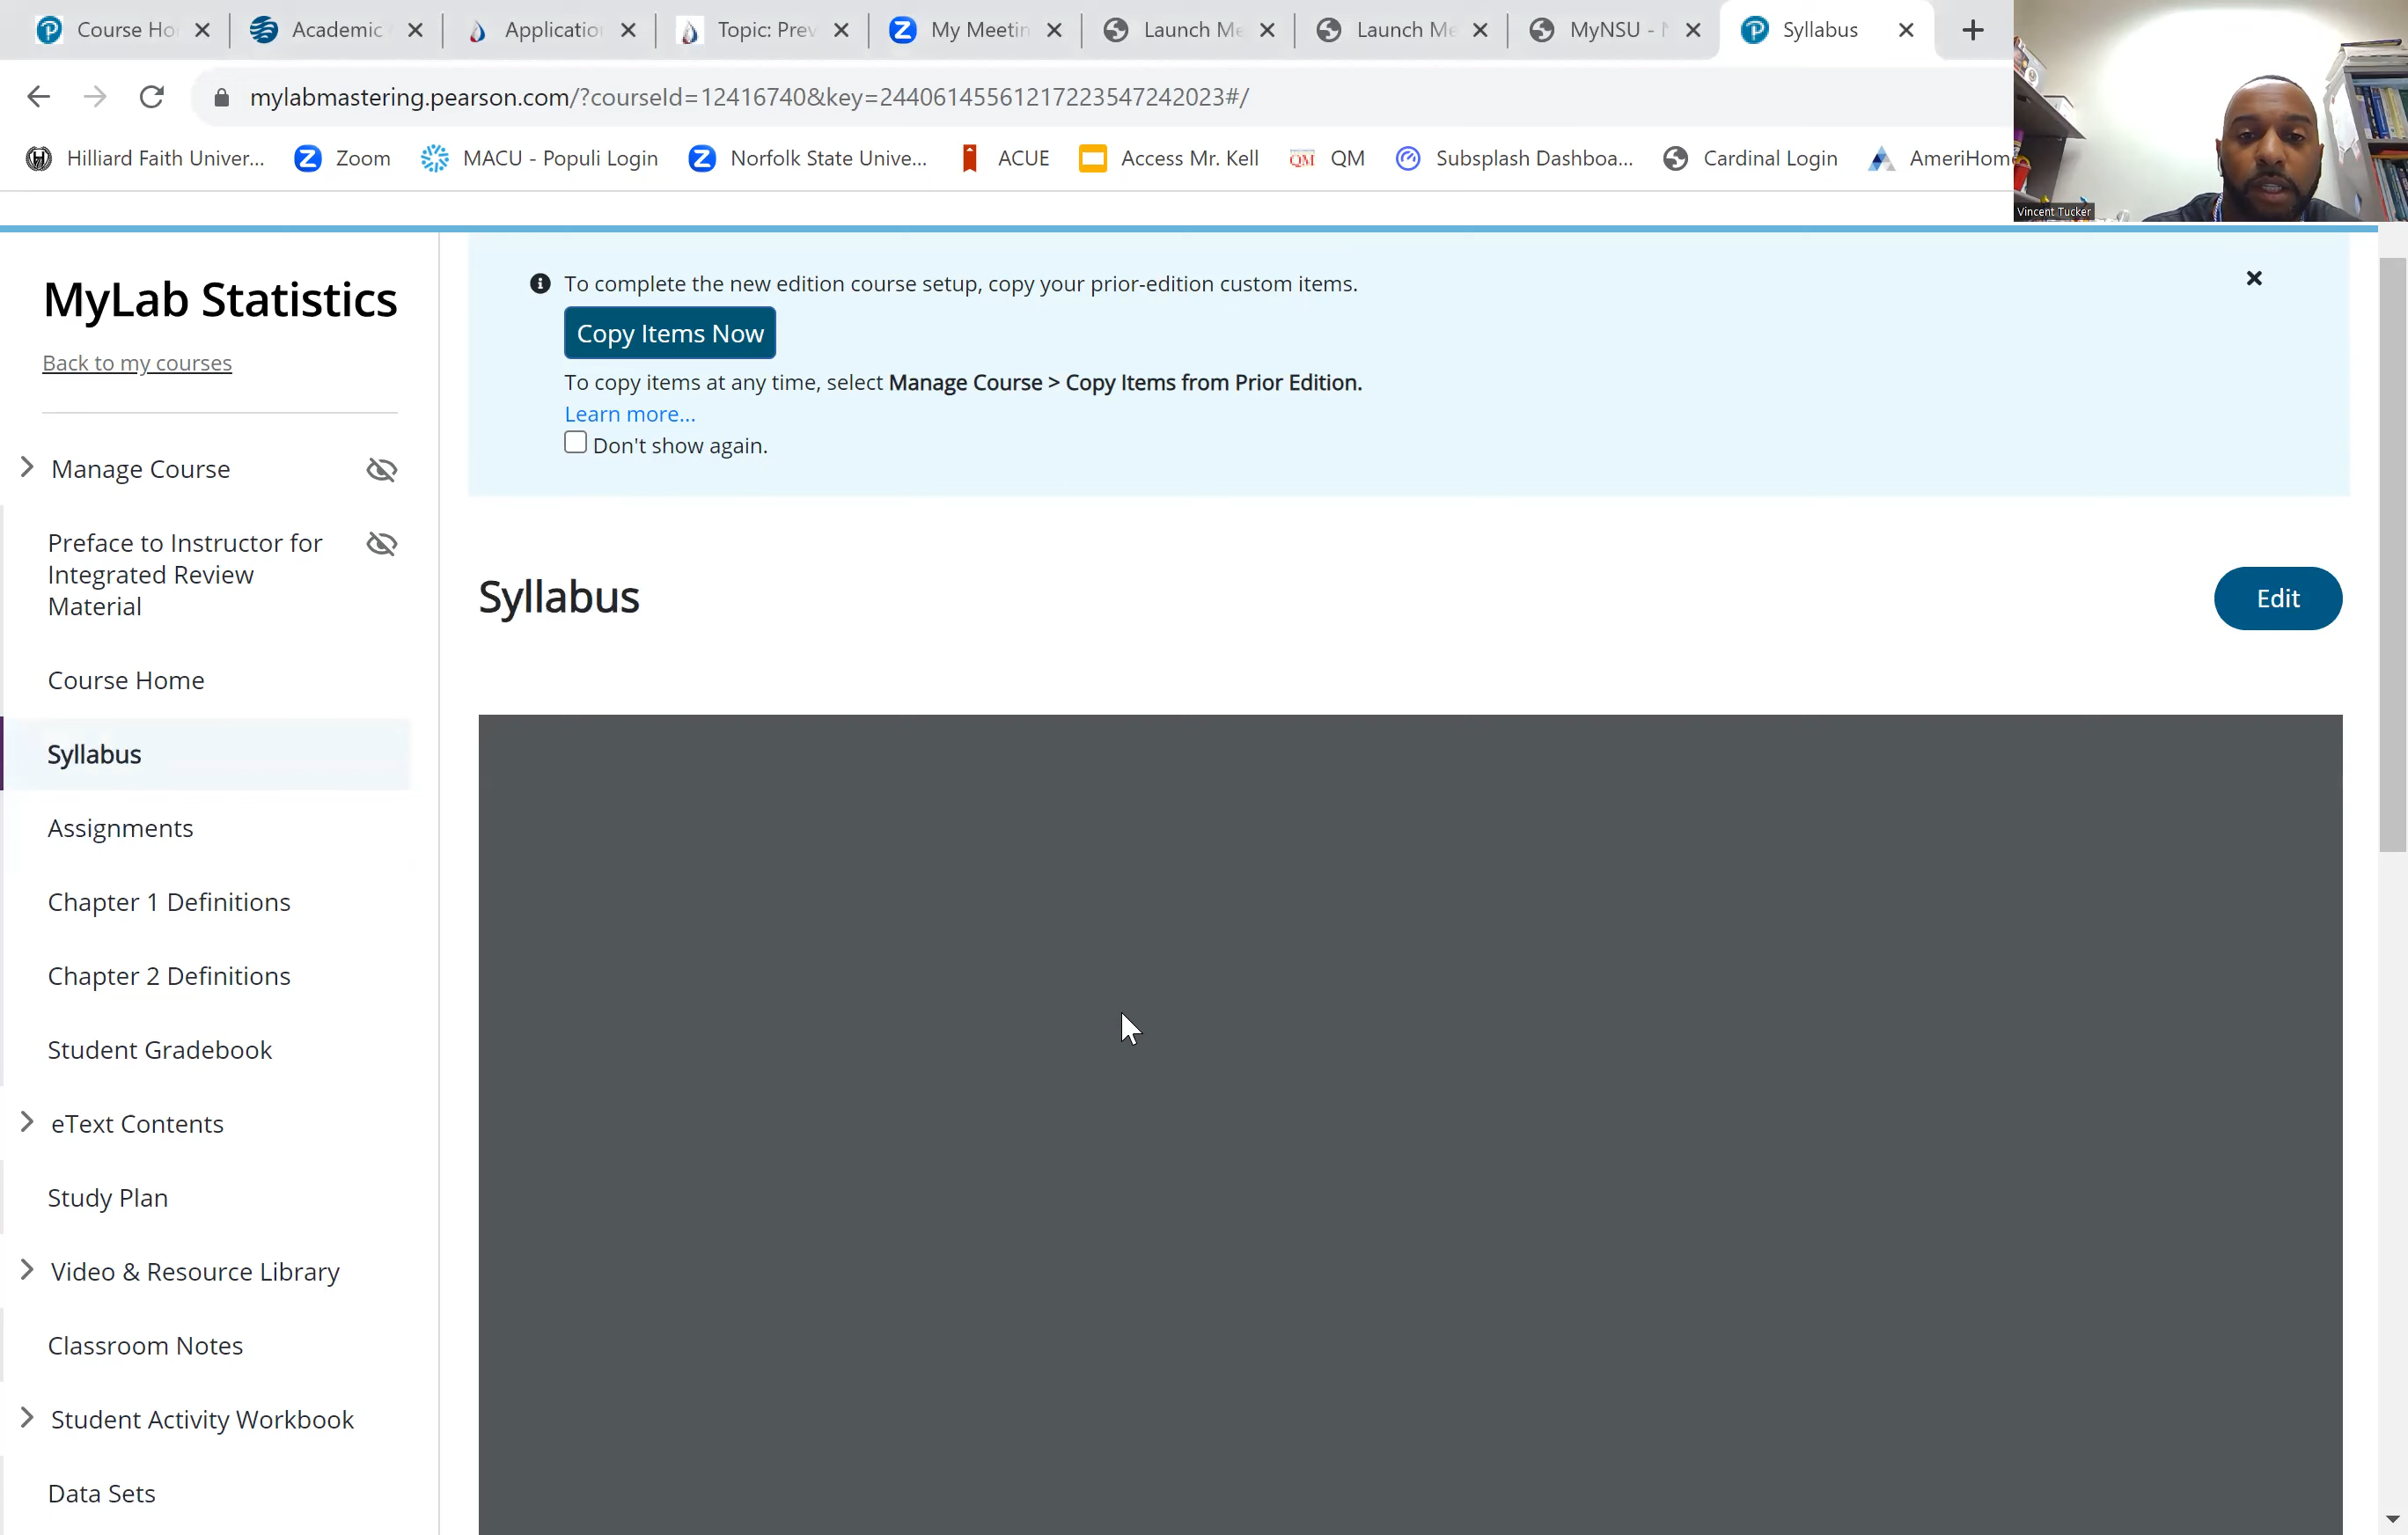 Course Ho
Academic
Applicatio
Topic: Prev
My Meetin
Launch Me
Launch Me
MyNSU - N
Syllabus
mylabmastering.pearson.com/?courseId=12416740&key=24406145561217223547242023#/
Hilliard Faith Univer...
Zoom
MACU - Populi Login
Norfolk State Unive...
ACUE
Access Mr. Kell
QM QM
Subsplash Dashboa...
Cardinal Login
AmeriHome
Vincent Tucker
MyLab Statistics
Back to my courses
Manage Course
Preface to Instructor for
Integrated Review
Material
Course Home
Syllabus
Assignments
Chapter 1 Definitions
Chapter 2 Definitions
Student Gradebook
eText Contents
Study Plan
Video & Resource Library
Classroom Notes
Student Activity Workbook
Data Sets
To complete the new edition course setup, copy your prior-edition custom items.
Copy Items Now
To copy items at any time, select Manage Course > Copy Items from Prior Edition.
Learn more...
Don't show again.
Syllabus
Edit